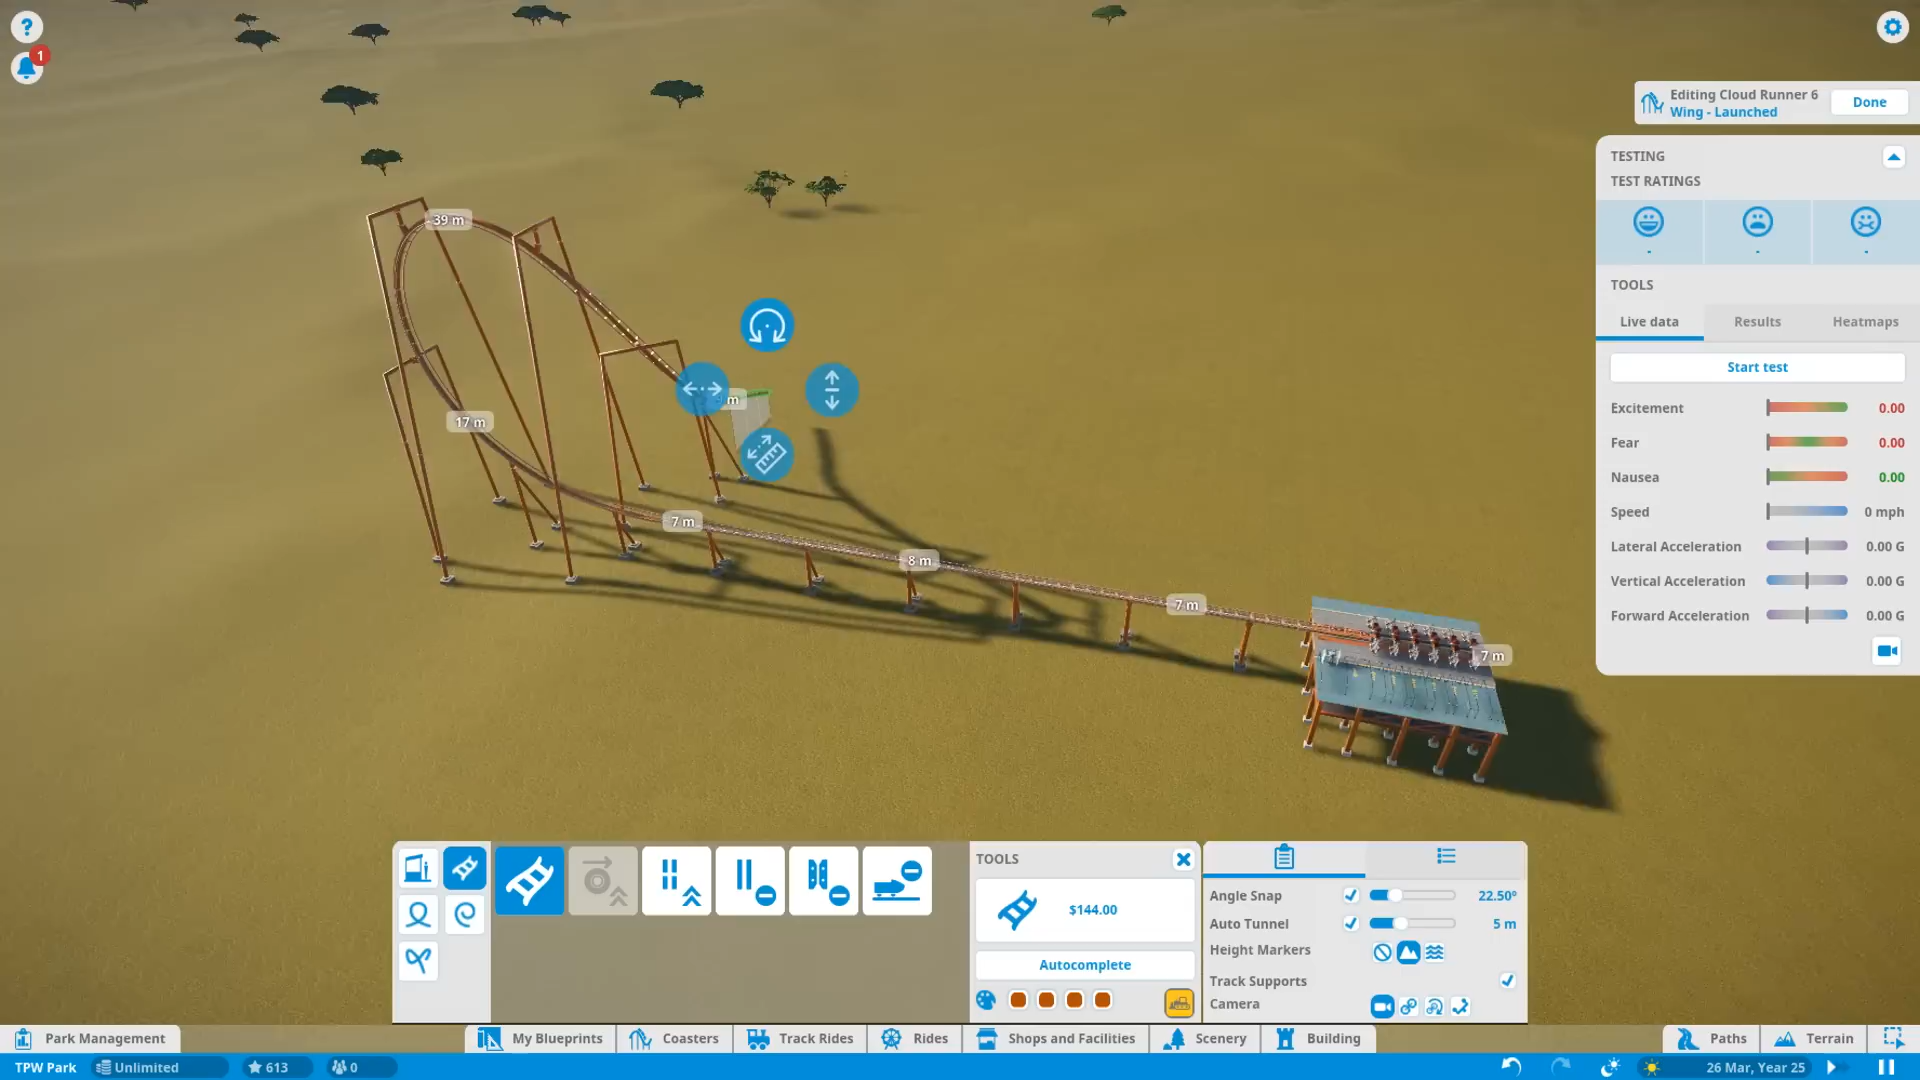 ?
1
Editing Cloud Runner 6
Wing - Launched
Done
TESTING
TEST RATINGS
-
-
-
TOOLS
Live data
Results
Heatmaps
Start test
Excitement
0.00
Fear
0.00
Nausea
0.00
Speed
0 mph
Lateral Acceleration
0.00 G
Vertical Acceleration
0.00 G
Forward Acceleration
0.00 G
39 m
m
17 m
7 m
8 m
7 m
7 m
TOOLS
$144.00
Autocomplete
Angle Snap
22.50°
Auto Tunnel
5 m
Height Markers
Track Supports
Camera
Park Management
My Blueprints
Coasters
Track Rides
Rides
Shops and Facilities
Scenery
Building
Paths
Terrain
TPW Park
Unlimited
613
0
26 Mar, Year 25